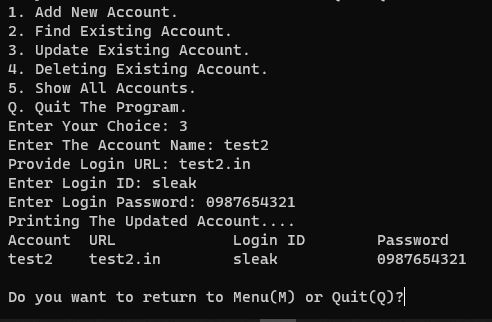 1. Add New Account.
2. Find Existing Account.
3. Update Existing Account.
4. Deleting Existing Account.
5. Show All Accounts.
Q. Quit The Program.
Enter Your Choice: 3
Enter The Account Name: test2
Provide Login URL: test2.in
Enter Login ID: sleak
Enter Login Password: 0987654321
Printing The Updated Account....
Account  URL             Login ID        Password
test2    test2.in        sleak           0987654321
Do you want to return to Menu(M) or Quit(Q)?